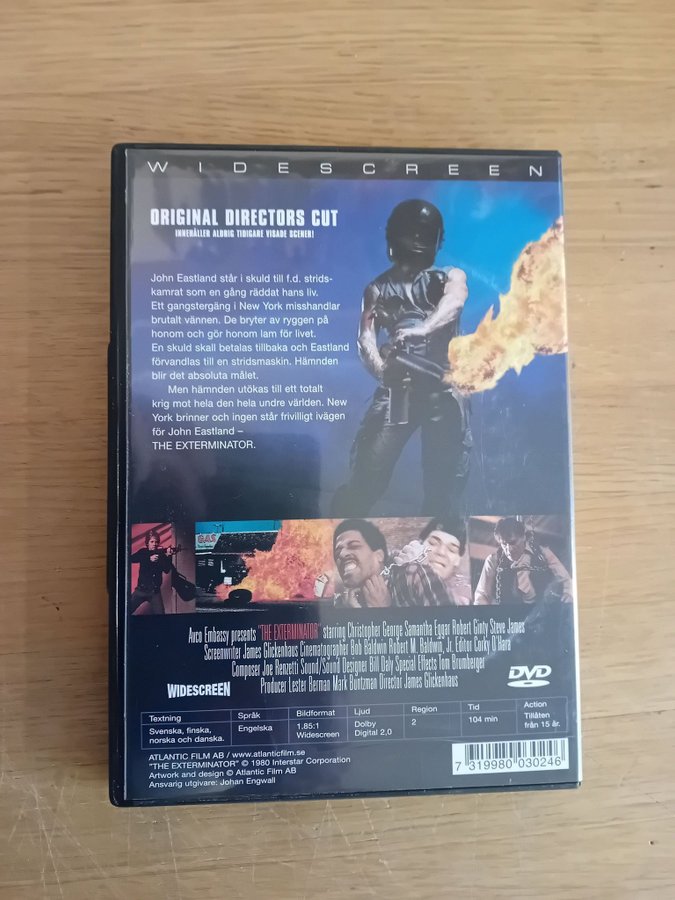 WIDESCREEN
ORIGINAL DIRECTORS CUT
INNEHÅLLER ALDRIG TIDIGARE VISADE SCENER!
John Eastland står i skuld till f.d. strids-
kamrat som en gång räddat hans liv.
Ett gangstergäng i New York misshandlar
brutalt vännen. De bryter av ryggen på
honom och gör honom lam för livet.
En skuld skall betalas tillbaka och Eastland
förvandlas till en stridsmaskin. Hämnden
blir det absoluta målet.
Men hämnden utökas till ett totalt
krig mot hela den hela undre världen. New
York brinner och ingen står frivilligt ivägen
för John Eastland –
THE EXTERMINATOR.
GAS
Avco Embassy presents "THE EXTERMINATOR" starring Christopher George Samantha Eggar Robert Ginty Steve James
Screenwriter James Glickenhaus Cinematographer Bob Baldwin Robert M. Baldwin, Jr. Editor Corky O'Hara
Composer Joe Renzetti Sound/Sound Designer Bill Daly Special Effects Tom Brumberger
Producer Lester Berman Mark Buntzman Director James Glickenhaus
WIDESCREEN
DVD
VIDEO
Textning Språk Bildformat Ljud Region Tid Action
Svenska, finska, Engelska 1.85:1 Dolby 2 104 min Tillåten
norska och danska. Widescreen Digital 2.0 från 15 år.
ATLANTIC FILM AB / www.atlanticfilm.se
"THE EXTERMINATOR" © 1980 Interstar Corporation
Artwork and design © Atlantic Film AB
Ansvarig utgivare: Johan Engwall
7 319980 030246